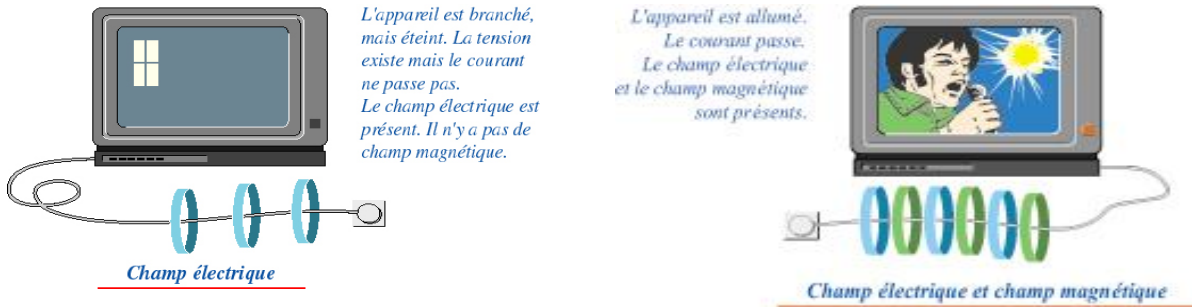 L'appareil est branché,
mais éteint. La tension
existe mais le courant
ne passe pas.
Le champ électrique est
présent. Il n'y a pas de
champ magnétique.
Champ électrique
L'appareil est allumé.
Le courant passe.
Le champ électrique
et le champ magnétique
sont présents.
Champ électrique et champ magnétique